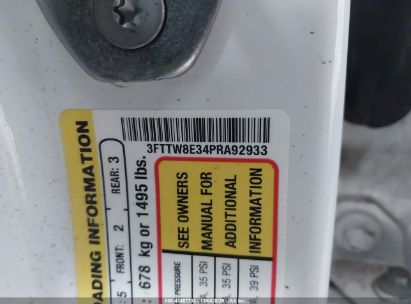 3FTTW8E34PRA92933
ADING INFORMATION
REAR: 3
FRONT: 2
678 kg or 1495 lbs.
SEE OWNERS
MANUAL FOR
ADDITIONAL
INFORMATION
PRESSURE
35 PSI
35 PSI
39 PSI